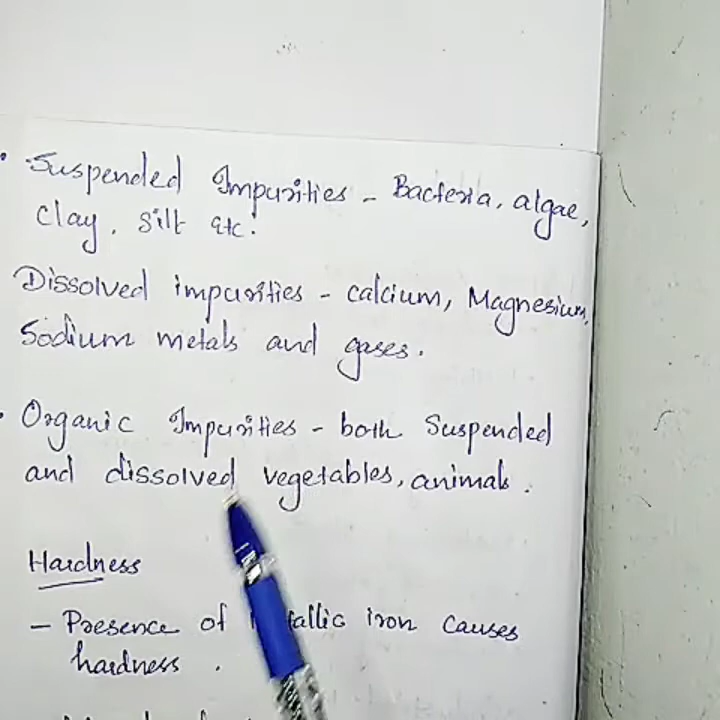 • Suspended Impurities - Bacteria, algae,
clay, silt etc.
Dissolved impurities - calcium, Magnesium,
Sodium metals and gases.
• Organic Impurities - both Suspended
and dissolved vegetables, animals.
Hardness
- Presence of iron causes
hardness.